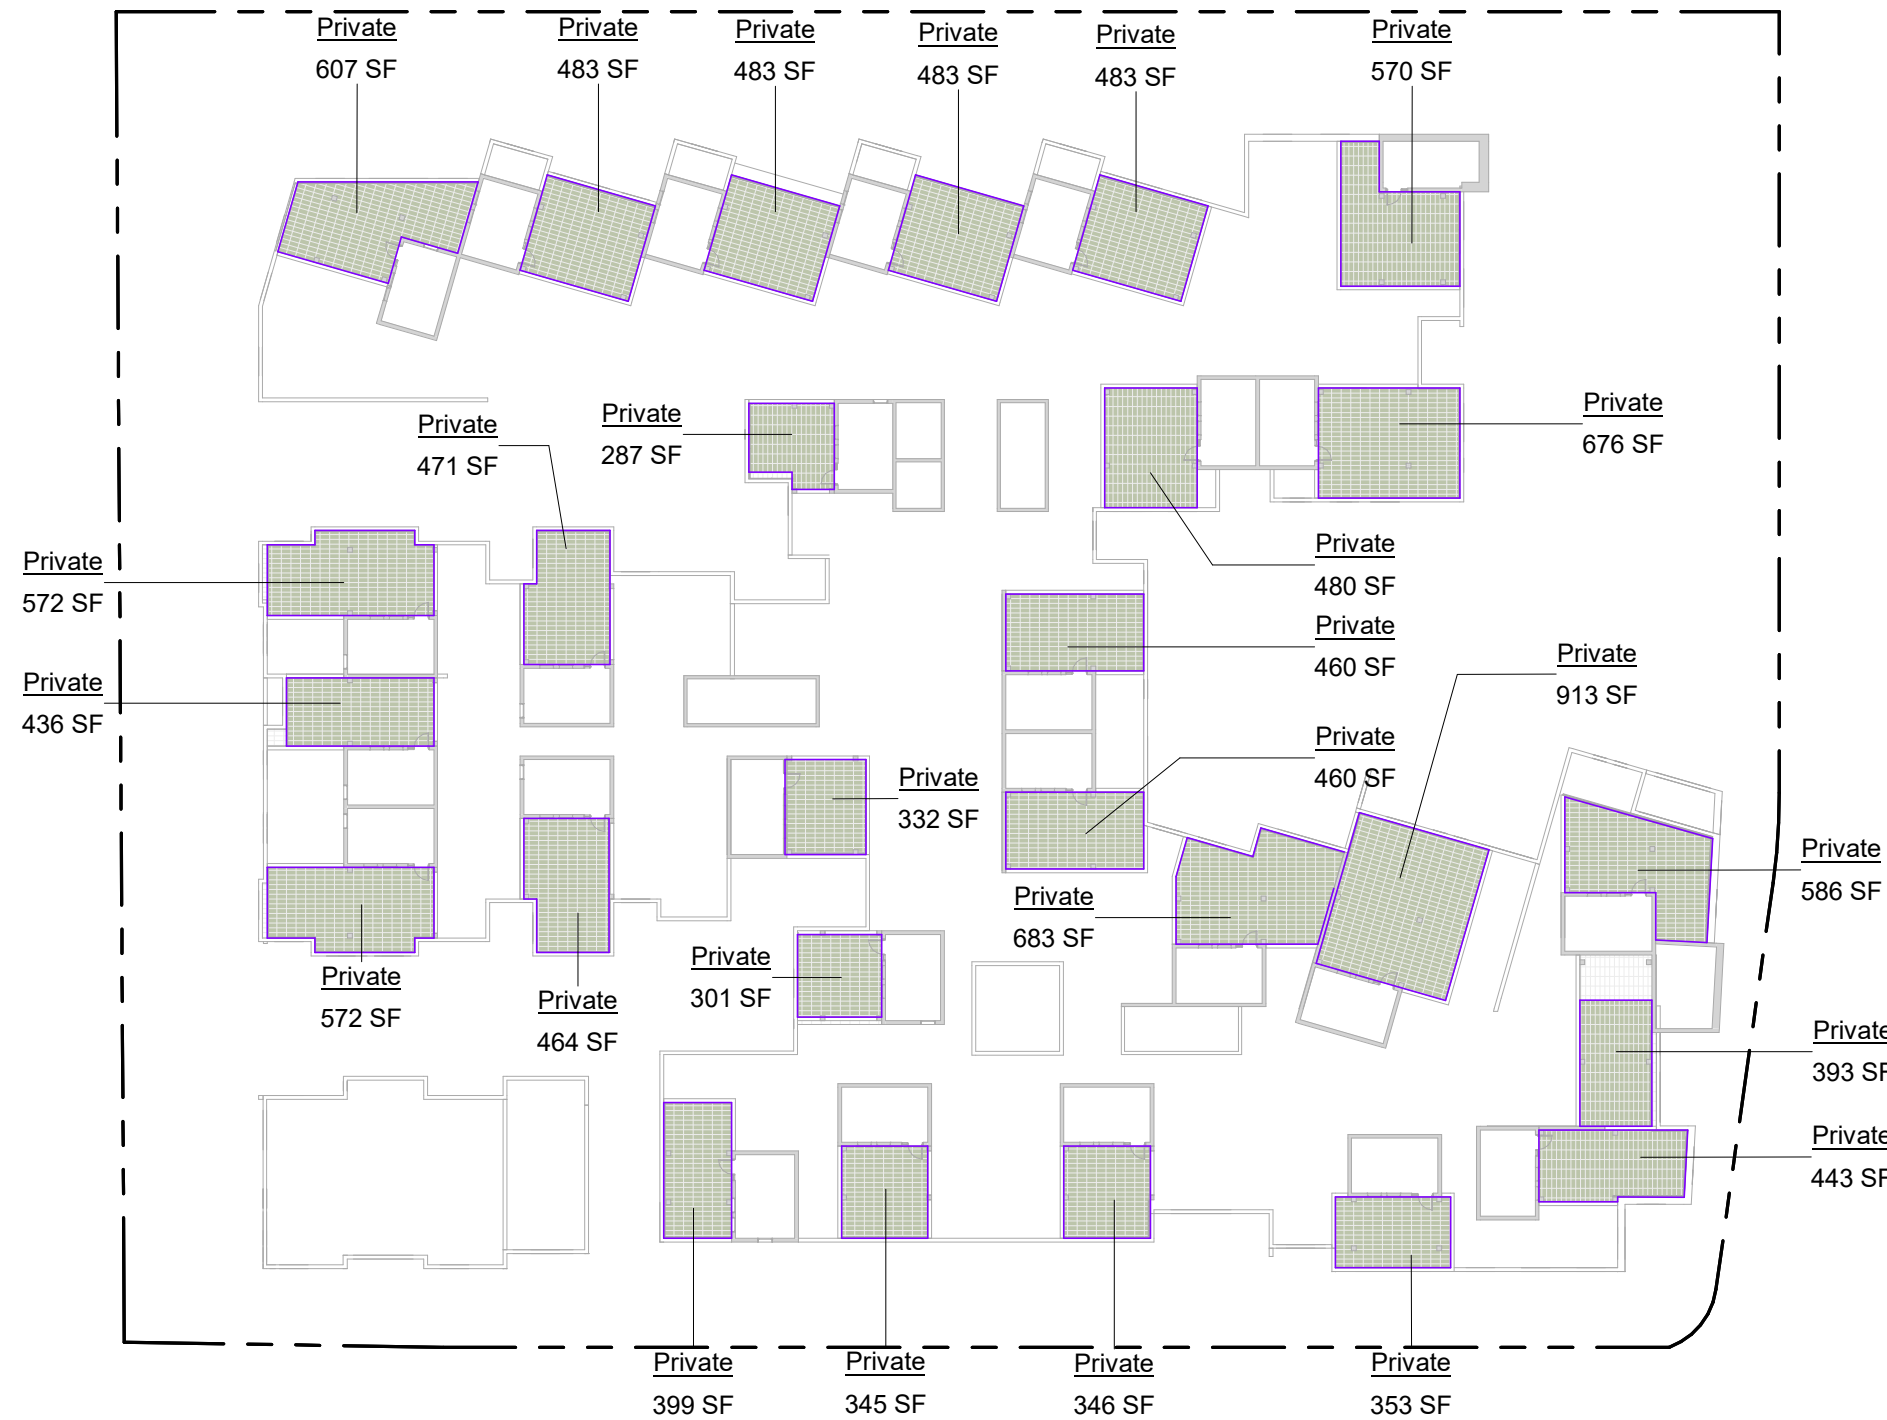 Private
607 SF
Private
483 SF
Private
483 SF
Private
483 SF
Private
483 SF
Private
570 SF
Private
471 SF
Private
287 SF
Private
676 SF
Private
572 SF
Private
480 SF
Private
460 SF
Private
436 SF
Private
913 SF
Private
460 SF
Private
332 SF
Private
586 SF
Private
683 SF
Private
301 SF
Private
572 SF
Private
464 SF
Private
393 SF
Private
443 SF
Private
399 SF
Private
345 SF
Private
346 SF
Private
353 SF